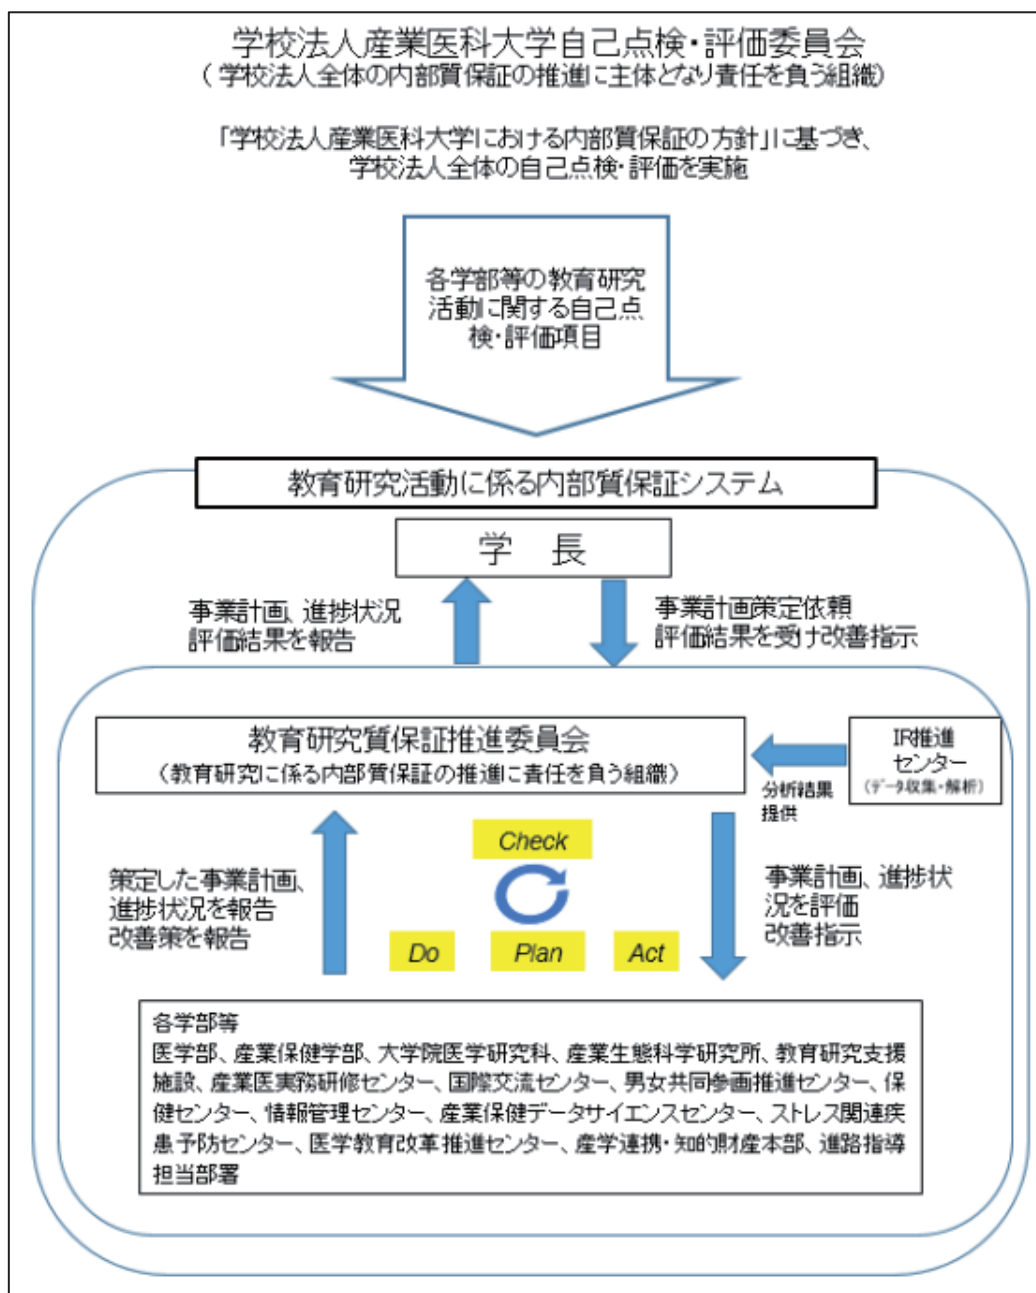 学校法人産業医科大学自己点検・評価委員会
（学校法人全体の内部質保証の推進に主体となり責任を負う組織）
「学校法人産業医科大学における内部質保証の方針」に基づき、
学校法人全体の自己点検・評価を実施
各学部等の教育研究
活動に関する自己点
検・評価項目
教育研究活動に係る内部質保証システム
学　長
事業計画、進捗状況
評価結果を報告
事業計画策定依頼
評価結果を受け改善指示
教育研究質保証推進委員会
（教育研究に係る内部質保証の推進に責任を負う組織）
IR推進
センター
（データ収集・解析）
分析結果
提供
Check
策定した事業計画、
進捗状況を報告
改善策を報告
Do
Plan
Act
事業計画、進捗状
況を評価
改善指示
各学部等
医学部、産業保健学部、大学院医学研究科、産業生態科学研究所、教育研究支援
施設、産業医実務研修センター、国際交流センター、男女共同参画推進センター、保
健センター、情報管理センター、産業保健データサイエンスセンター、ストレス関連疾
患予防センター、医学教育改革推進センター、産学連携・知的財産本部、進路指導
担当部署